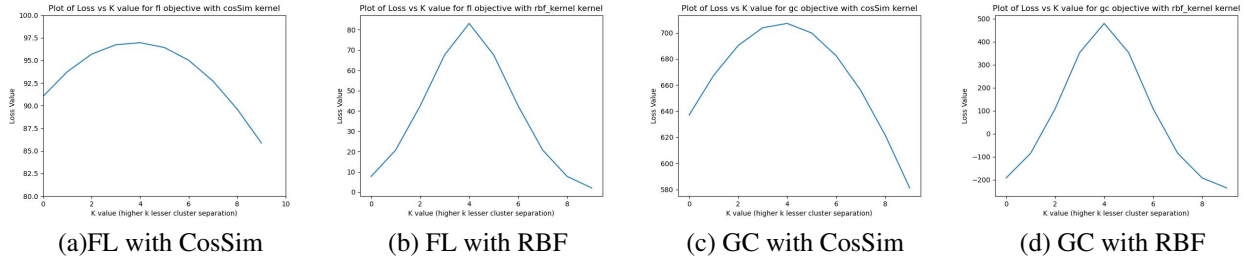 Plot of Loss vs K value for fl objective with cosSim kernel
100.0
97.5
95.0
92.5
90.0
87.5
85.0
82.5
80.0
Loss Value
0 2 4 6 8 10
K value (higher k lesser cluster separation)
(a)FL with CosSim
Plot of Loss vs K value for fl objective with rbf_kernel kernel
80
70
60
50
40
30
20
10
0
Loss Value
0 2 4 6 8
K value (higher k lesser cluster separation)
(b) FL with RBF
Plot of Loss vs K value for gc objective with cosSim kernel
700
680
660
640
620
600
580
Loss Value
0 2 4 6 8
K value (higher k lesser cluster separation)
(c) GC with CosSim
Plot of Loss vs K value for gc objective with rbf_kernel kernel
500
400
300
200
100
0
−100
−200
Loss Value
0 2 4 6 8
K value (higher k lesser cluster separation)
(d) GC with RBF